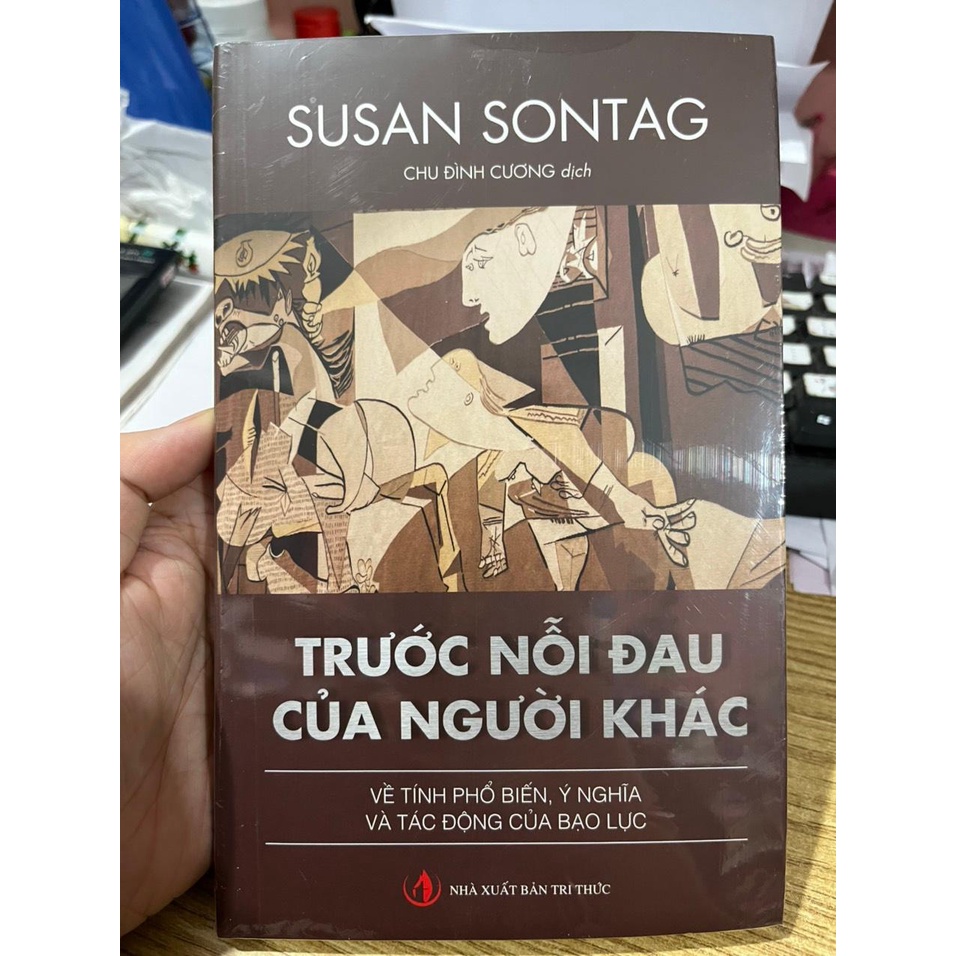 SUSAN SONTAG
CHU ĐÌNH CƯƠNG dịch
TRƯỚC NỖI ĐAU
CỦA NGƯỜI KHÁC
VỀ TÍNH PHỔ BIẾN, Ý NGHĨA
VÀ TÁC ĐỘNG CỦA BẠO LỰC
NHÀ XUẤT BẢN TRI THỨC